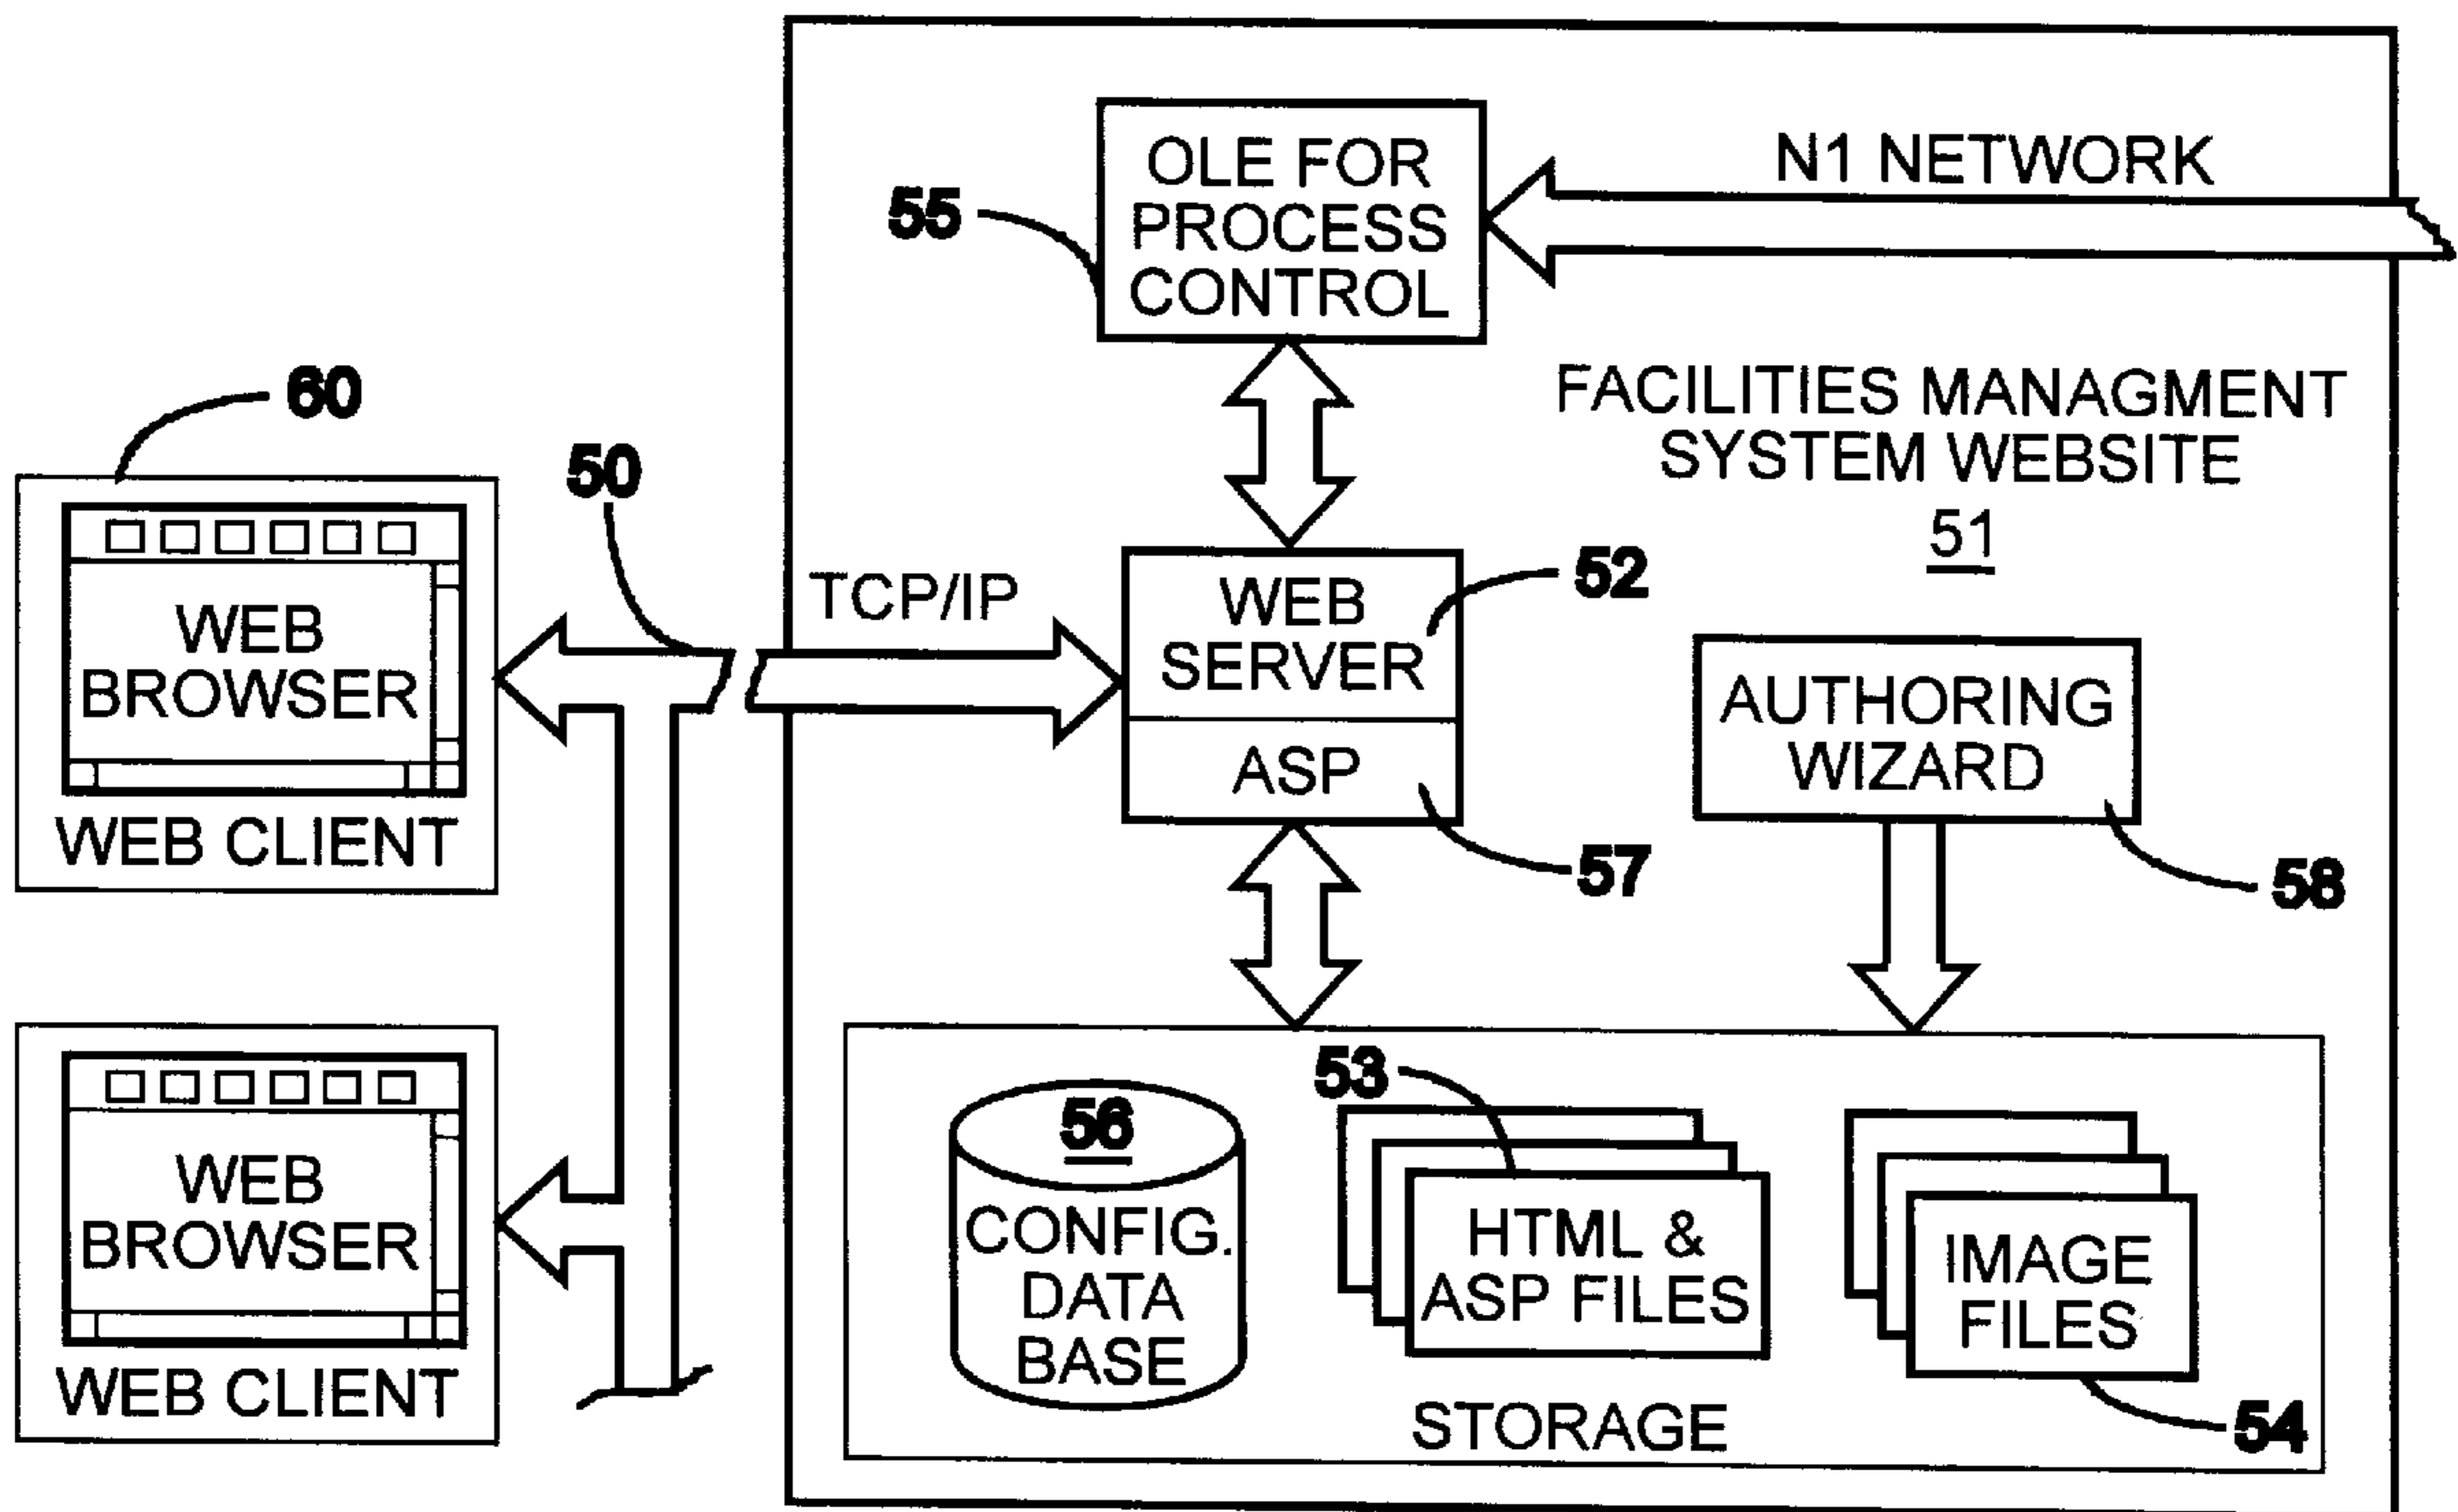 OLE FOR
PROCESS
CONTROL
55
N1 NETWORK
FACILITIES MANAGMENT
SYSTEM WEBSITE
51
60
50
WEB
BROWSER
WEB CLIENT
TCP/IP
WEB
SERVER
52
ASP
57
AUTHORING
WIZARD
58
WEB
BROWSER
WEB CLIENT
56
CONFIG.
DATA
BASE
53
HTML &
ASP FILES
IMAGE
FILES
54
STORAGE